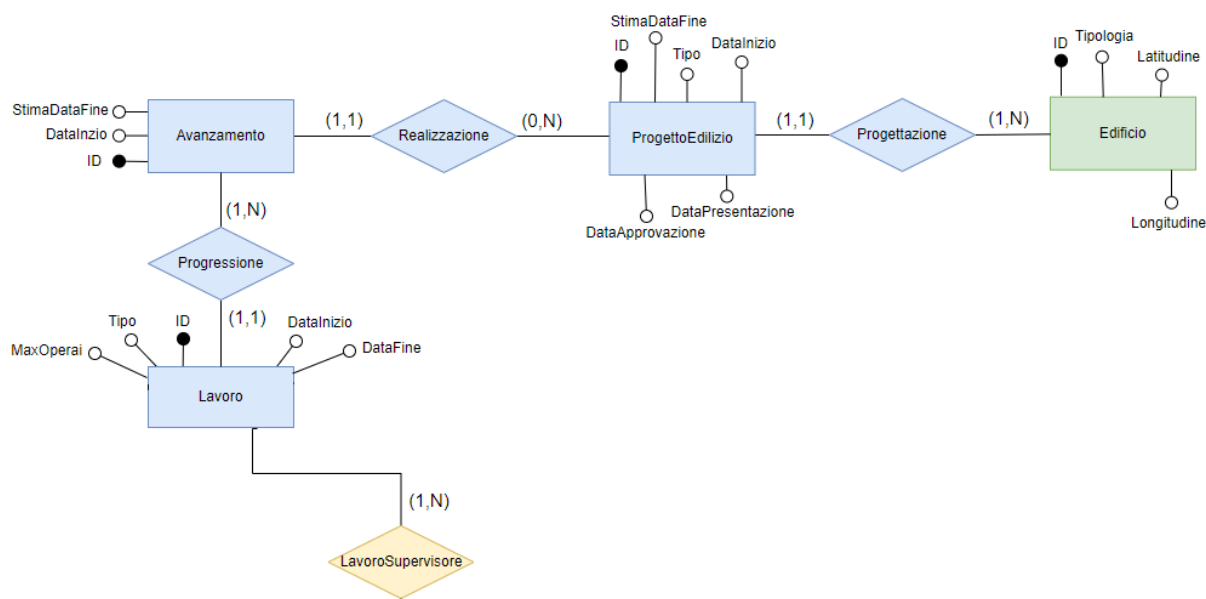 StimaDataFine
ID
Tipo
DataInizio
ID
Tipologia
Latitudine
StimaDataFine
DataInzio
ID
Avanzamento
(1,1)
Realizzazione
(0,N)
ProgettoEdilizio
(1,1)
Progettazione
(1,N)
Edificio
DataPresentazione
DataApprovazione
Longitudine
(1,N)
Progressione
(1,1)
MaxOperai
Tipo
ID
DataInizio
DataFine
Lavoro
(1,N)
LavoroSupervisore